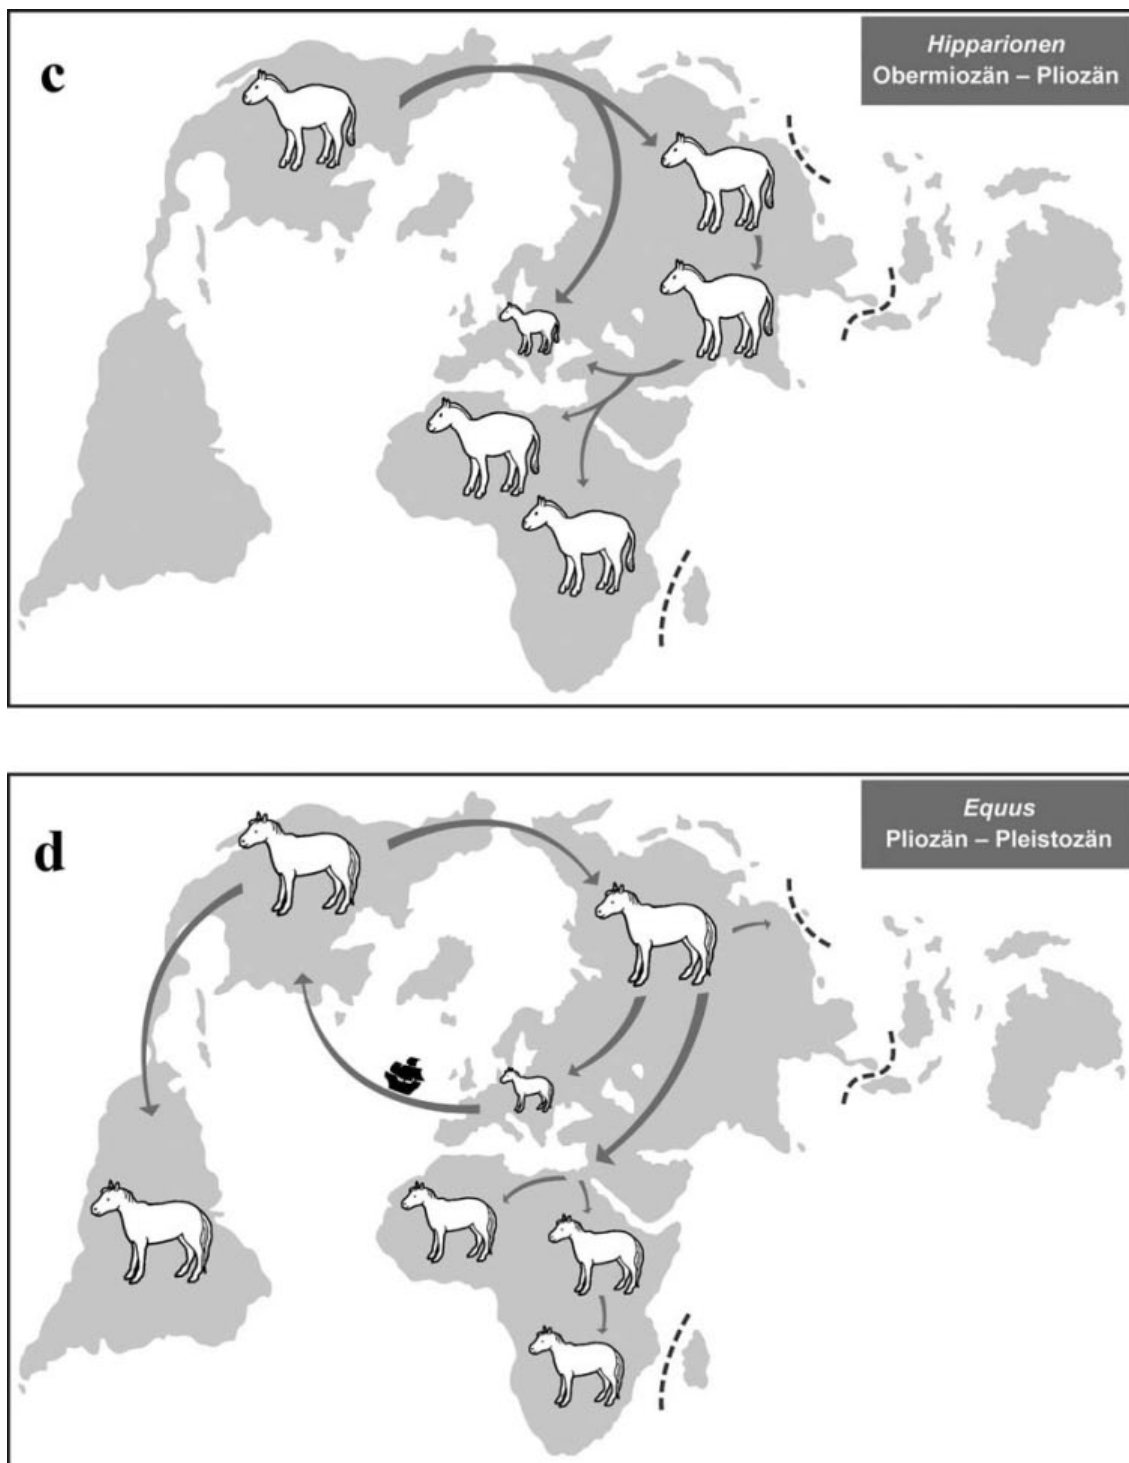 c
Hipparionen
Obermiozän – Pliozän
d
Equus
Pliozän – Pleistozän